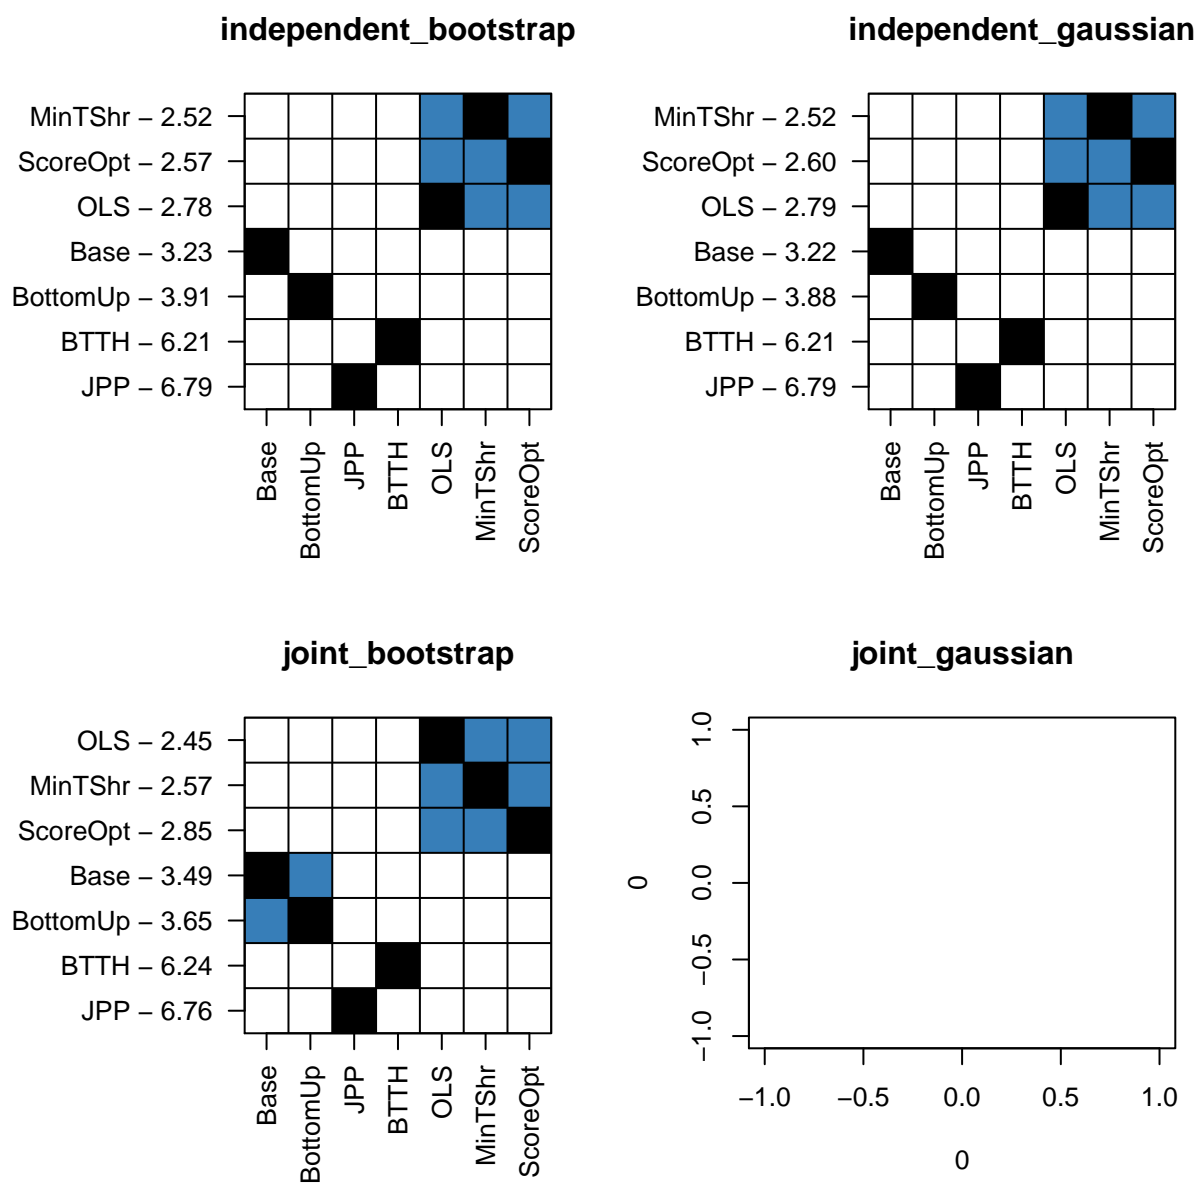 independent_bootstrap
MinTShr − 2.52
ScoreOpt − 2.57
OLS − 2.78
Base − 3.23
BottomUp − 3.91
BTTH − 6.21
JPP − 6.79
Base
BottomUp
JPP
BTTH
OLS
MinTShr
ScoreOpt
independent_gaussian
MinTShr − 2.52
ScoreOpt − 2.60
OLS − 2.79
Base − 3.22
BottomUp − 3.88
BTTH − 6.21
JPP − 6.79
Base
BottomUp
JPP
BTTH
OLS
MinTShr
ScoreOpt
joint_bootstrap
OLS − 2.45
MinTShr − 2.57
ScoreOpt − 2.85
Base − 3.49
BottomUp − 3.65
BTTH − 6.24
JPP − 6.76
Base
BottomUp
JPP
BTTH
OLS
MinTShr
ScoreOpt
joint_gaussian
1.0
0.5
0.0
−0.5
−1.0
0
−1.0
−0.5
0.0
0.5
1.0
0